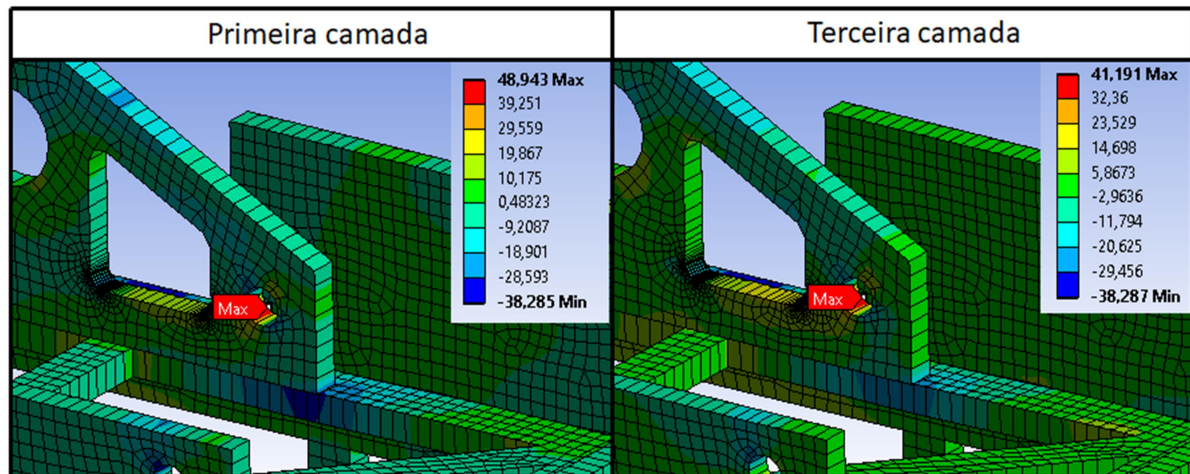 Primeira camada
Terceira camada
48,943 Max
39,251
29,559
19,867
10,175
0,48323
-9,2087
-18,901
-28,593
-38,285 Min
Max
41,191 Max
32,36
23,529
14,698
5,8673
-2,9636
-11,794
-20,625
-29,456
-38,287 Min
Max